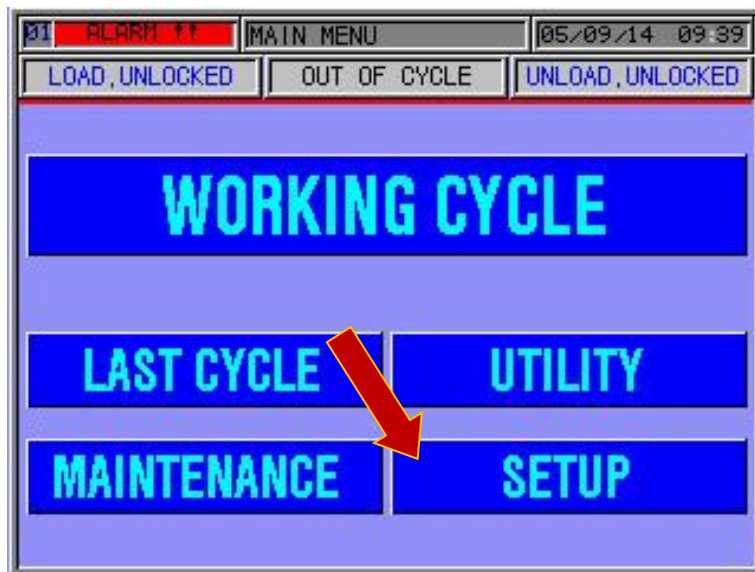 01 ALARM !! MAIN MENU 05/09/14 09:39
LOAD,UNLOCKED OUT OF CYCLE UNLOAD,UNLOCKED
WORKING CYCLE
LAST CYCLE UTILITY
MAINTENANCE SETUP